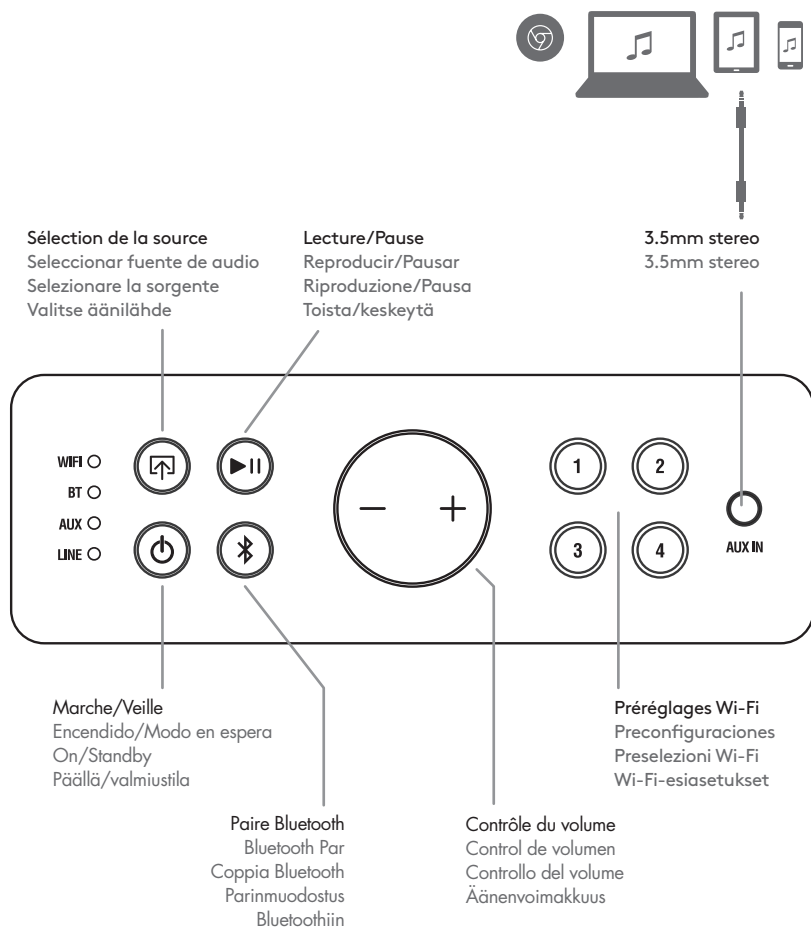 Sélection de la source
Seleccionar fuente de audio
Selezionare la sorgente
Valitse äänilähde
Lecture/Pause
Reproducir/Pausar
Riproduzione/Pausa
Toista/keskeytä
3.5mm stereo
3.5mm stereo
WIFI
BT
AUX
LINE
1
2
3
4
AUX IN
Marche/Veille
Encendido/Modo en espera
On/Standby
Päällä/valmiustila
Paire Bluetooth
Bluetooth Par
Coppia Bluetooth
Parinmuodostus
Bluetoothiin
Contrôle du volume
Control de volumen
Controllo del volume
Äänenvoimakkuus
Préréglages Wi-Fi
Preconfiguraciones
Preselezioni Wi-Fi
Wi-Fi-esiasetukset